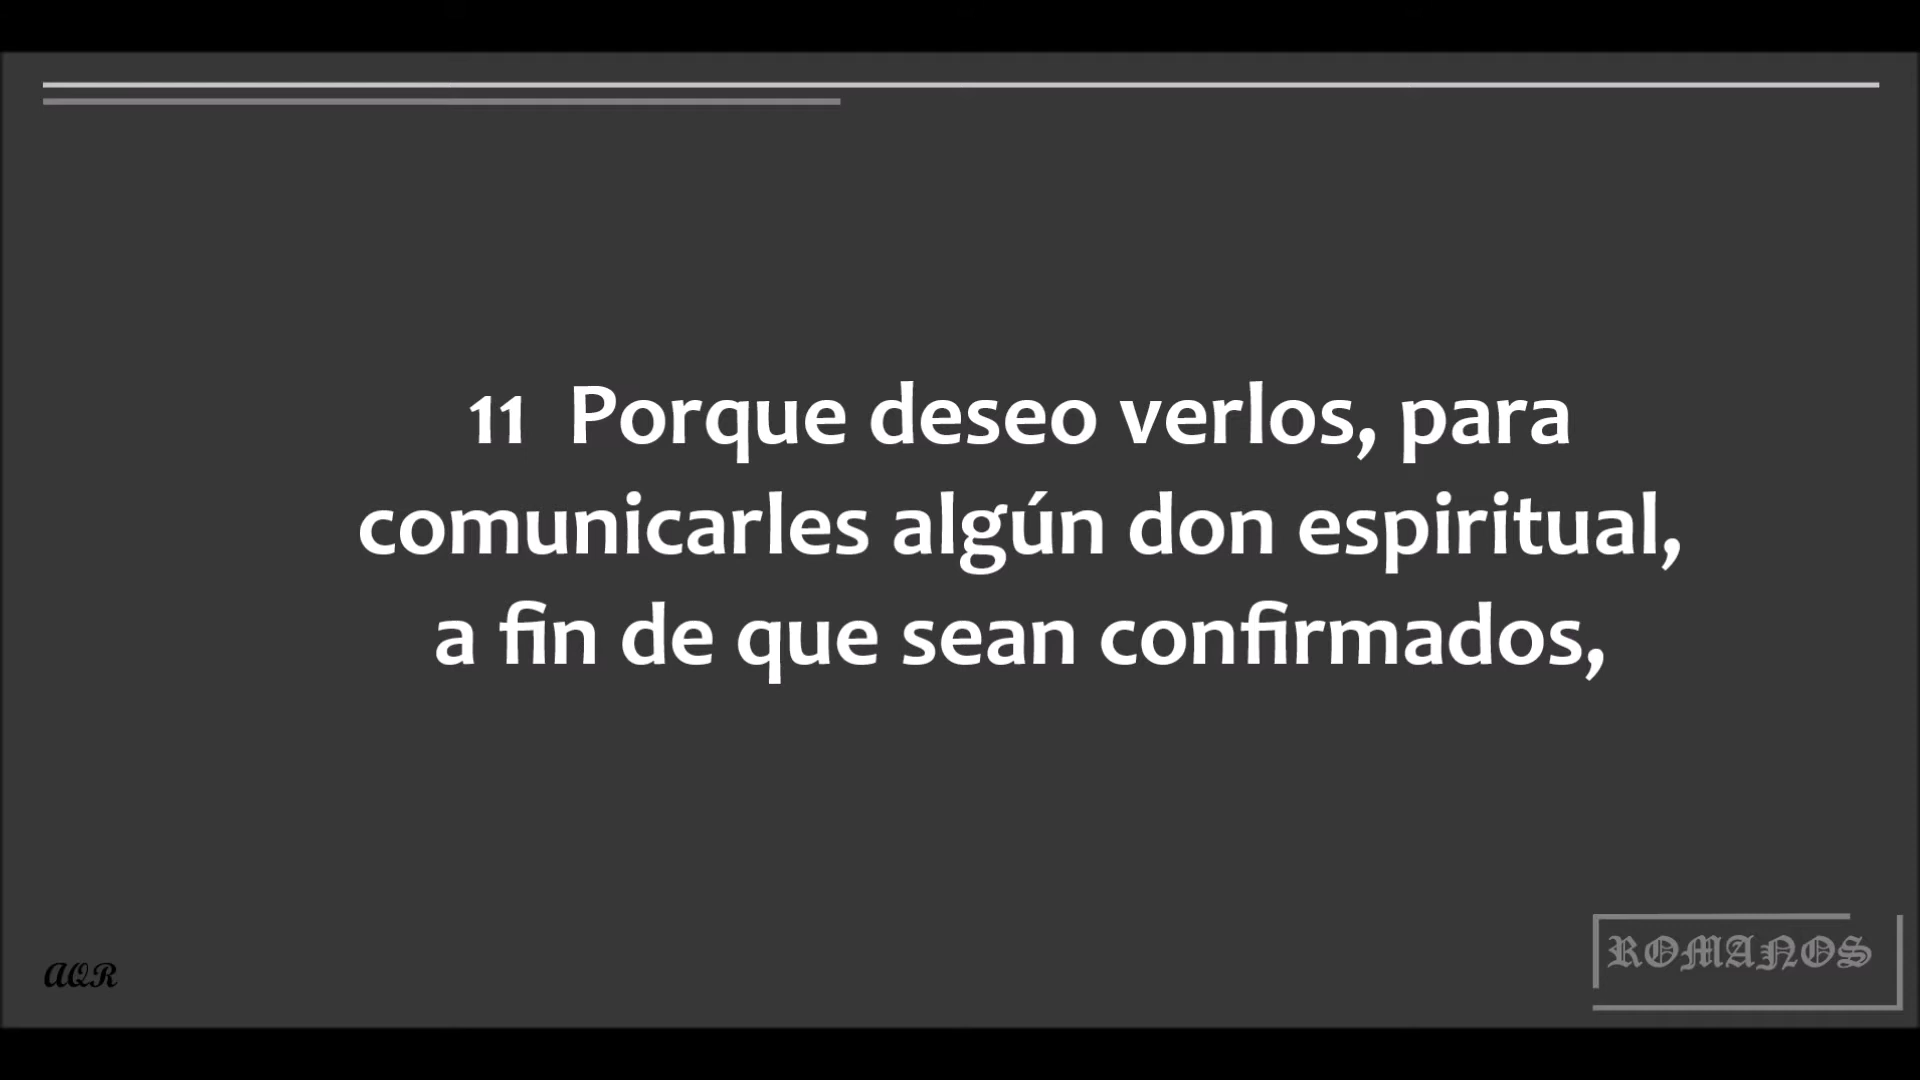 11 Porque deseo verlos, para
comunicarles algún don espiritual,
a fin de que sean confirmados,
AQR
ROMANOS